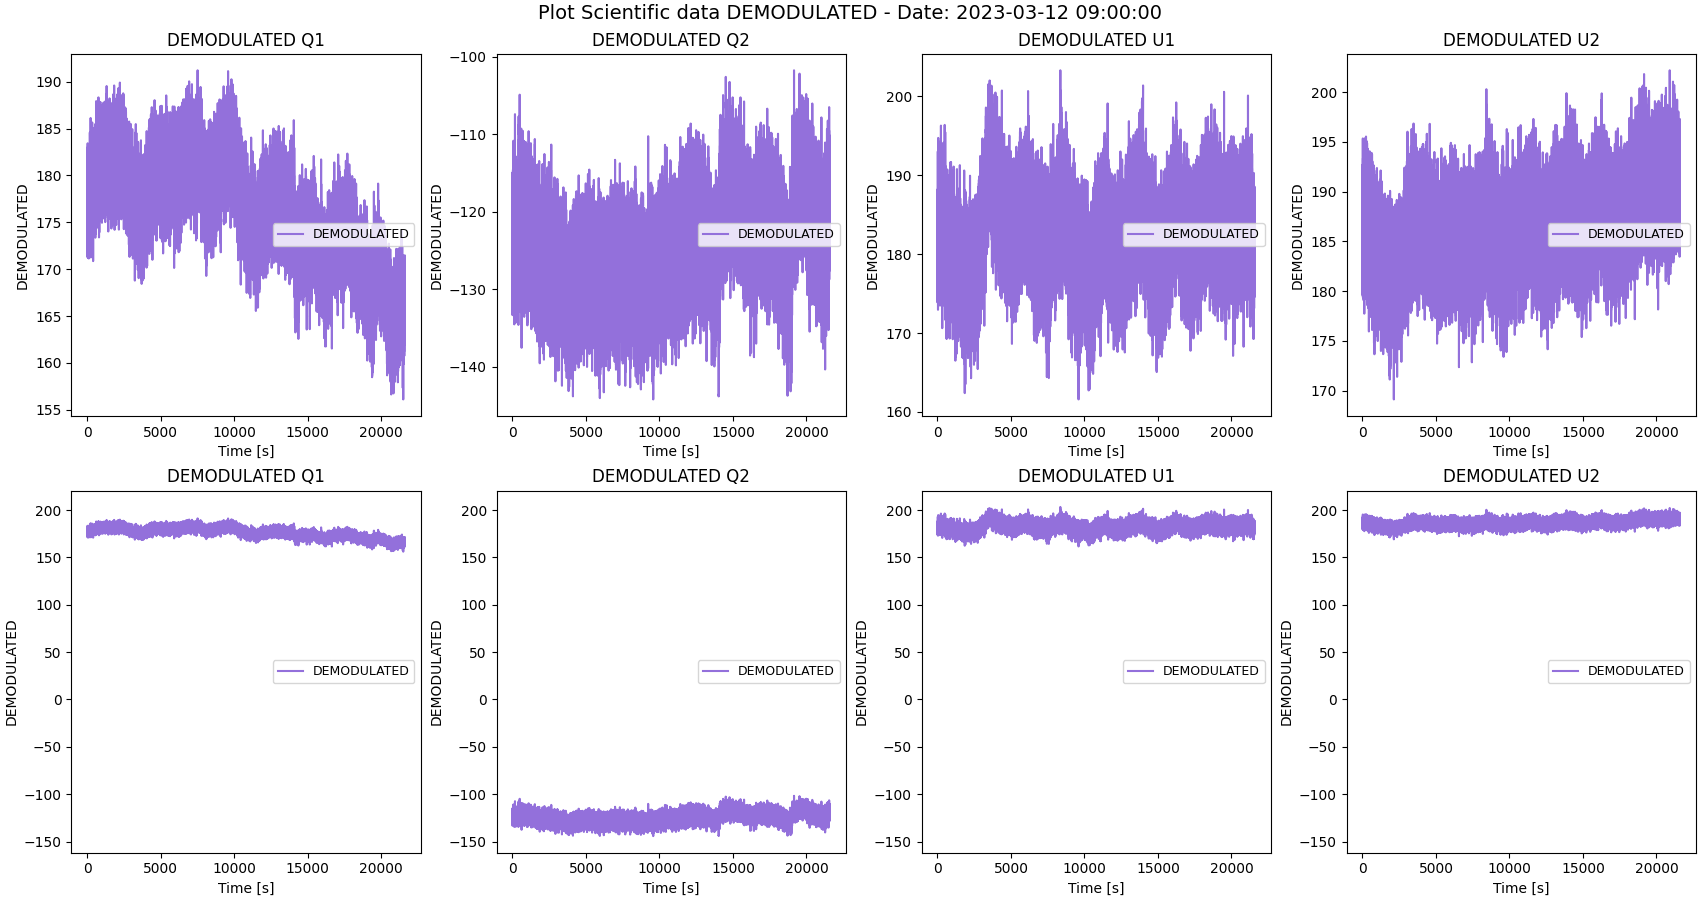 Plot Scientific data DEMODULATED - Date: 2023-03-12 09:00:00
DEMODULATED Q1
DEMODULATED
190
185
180
175
170
165
160
155
DEMODULATED
0 5000 10000 15000 20000
Time [s]
DEMODULATED Q2
DEMODULATED
−100
−110
−120
−130
−140
DEMODULATED
0 5000 10000 15000 20000
Time [s]
DEMODULATED U1
DEMODULATED
200
190
180
170
160
DEMODULATED
0 5000 10000 15000 20000
Time [s]
DEMODULATED U2
DEMODULATED
200
195
190
185
180
175
170
DEMODULATED
0 5000 10000 15000 20000
Time [s]
DEMODULATED Q1
DEMODULATED
200
150
100
50
0
−50
−100
−150
DEMODULATED
0 5000 10000 15000 20000
Time [s]
DEMODULATED Q2
DEMODULATED
200
150
100
50
0
−50
−100
−150
DEMODULATED
0 5000 10000 15000 20000
Time [s]
DEMODULATED U1
DEMODULATED
200
150
100
50
0
−50
−100
−150
DEMODULATED
0 5000 10000 15000 20000
Time [s]
DEMODULATED U2
DEMODULATED
200
150
100
50
0
−50
−100
−150
DEMODULATED
0 5000 10000 15000 20000
Time [s]